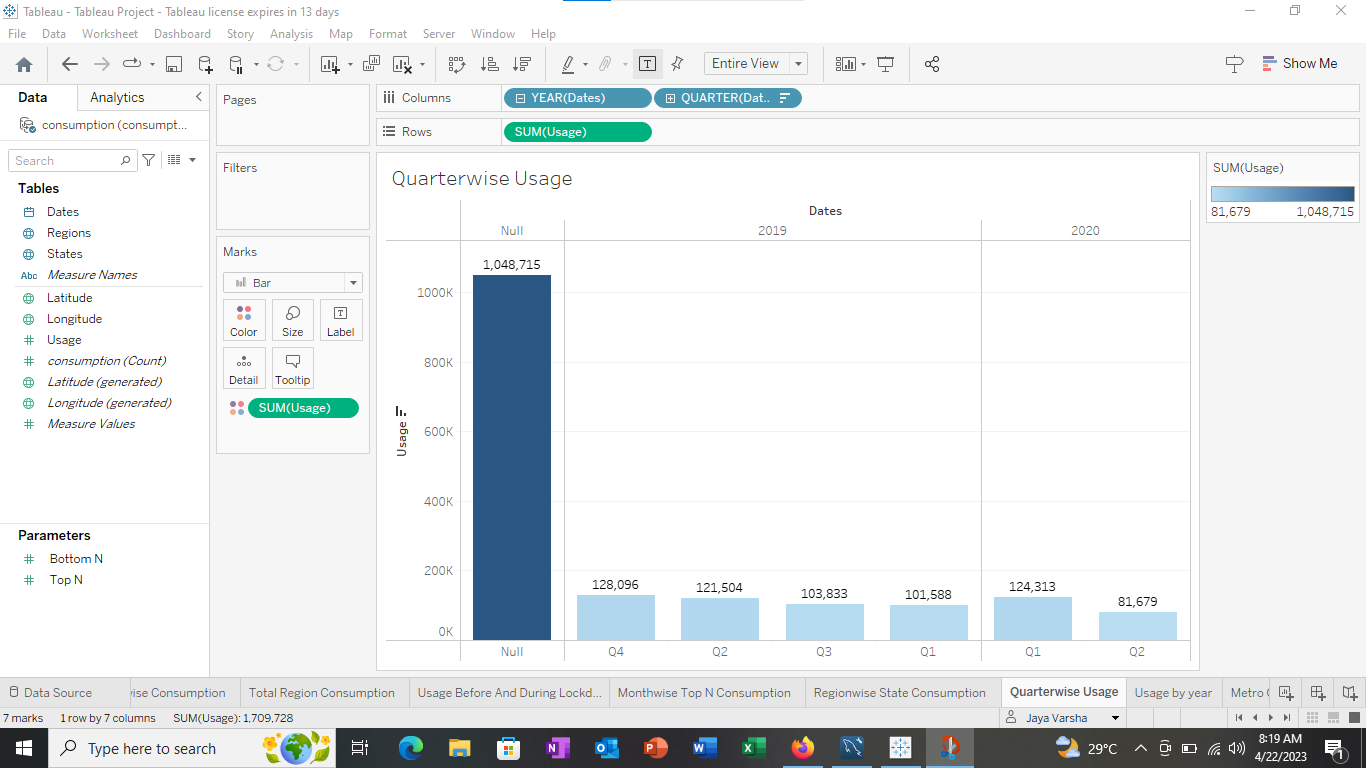 Tableau - Tableau Project - Tableau license expires in 13 days
File Data Worksheet Dashboard Story Analysis Map Format Server Window Help
Entire View
Show Me
Data Analytics
consumption (consumpt...
Search
Tables
Dates
Regions
States
Abc Measure Names
Latitude
Longitude
Usage
consumption (Count)
Latitude (generated)
Longitude (generated)
Measure Values
Parameters
Bottom N
Top N
Pages
Filters
Marks
Bar
Color Size Label
Detail Tooltip
SUM(Usage)
Columns YEAR(Dates) QUARTER(Dat..
Rows SUM(Usage)
Quarterwise Usage
Dates
Null 2019 2020
1,048,715
1000K
800K
600K
400K
200K
0K
Usage
128,096 121,504 103,833 101,588 124,313 81,679
Null Q4 Q2 Q3 Q1 Q1 Q2
SUM(Usage)
81,679 1,048,715
Data Source ise Consumption Total Region Consumption Usage Before And During Lockd... Monthwise Top N Consumption Regionwise State Consumption Quarterwise Usage Usage by year Metro
7 marks 1 row by 7 columns SUM(Usage): 1,709,728 Jaya Varsha
Type here to search
29°C
8:19 AM
4/22/2023
1